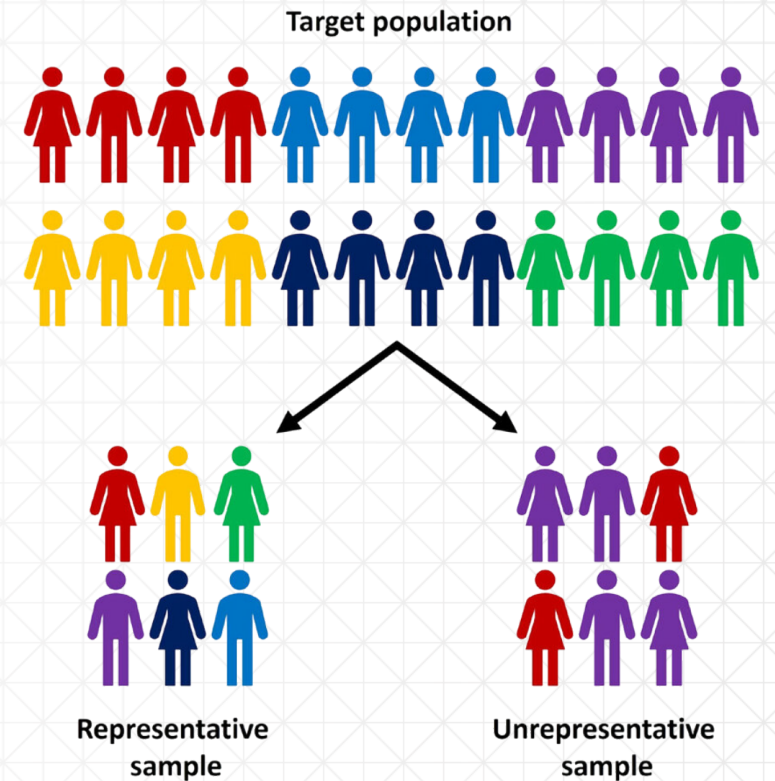 Target population
Representative
sample
Unrepresentative
sample